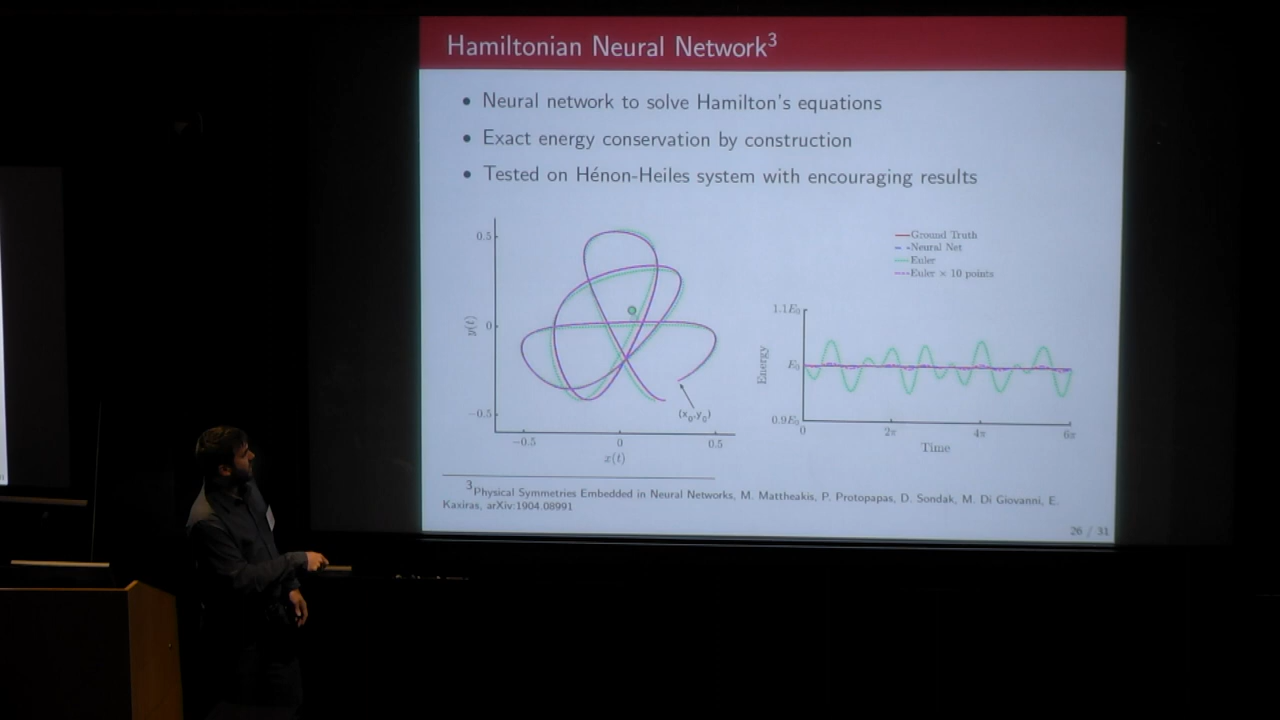 Hamiltonian Neural Network³
• Neural network to solve Hamilton's equations
• Exact energy conservation by construction
• Tested on Hénon-Heiles system with encouraging results
0.5
0
−0.5
y(t)
−0.5 0 0.5
x(t)
(x₀,y₀)
Ground Truth
Neural Net
Euler
Euler × 10 points
1.1E₀
E₀
0.9E₀
Energy
0 2π 4π 6π
Time
³Physical Symmetries Embedded in Neural Networks, M. Mattheakis, P. Protopapas, D. Sondak, M. Di Giovanni, E.
Kaxiras, arXiv:1904.08991
26 / 31